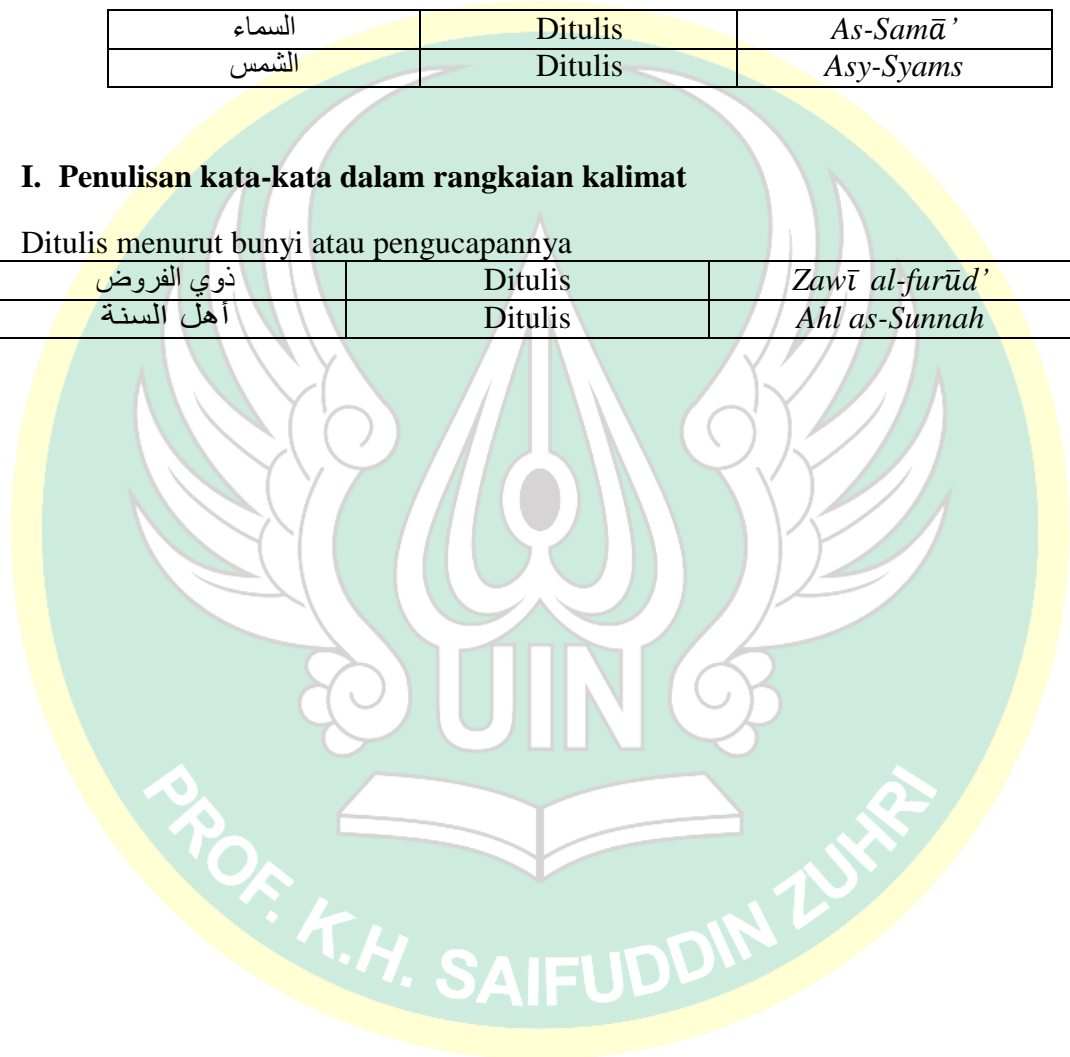 السماء Ditulis As-Samā’
الشمس Ditulis Asy-Syams
I. Penulisan kata-kata dalam rangkaian kalimat
Ditulis menurut bunyi atau pengucapannya
ذوي الفروض Ditulis Zawī al-furūd’
أهل السنة Ditulis Ahl as-Sunnah
UIN
PROF. K.H. SAIFUDDIN ZUHRI